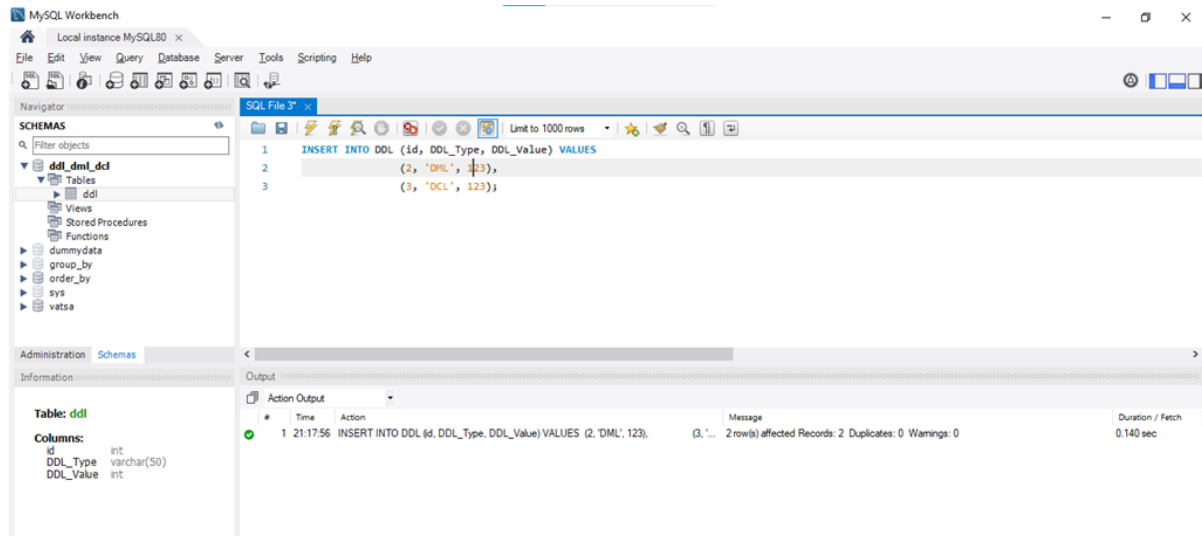 MySQL Workbench
Local instance MySQL80
File Edit View Query Database Server Tools Scripting Help
Navigator
SCHEMAS
Filter objects
ddl_dml_dcl
Tables
ddl
Views
Stored Procedures
Functions
dummydata
group_by
order_by
sys
vatsa
Administration Schemas
Information
Table: ddl
Columns:
id int
DDL_Type varchar(50)
DDL_Value int
SQL File 3*
Limit to 1000 rows
1 INSERT INTO DDL (id, DDL_Type, DDL_Value) VALUES
2 (2, 'DML', 123),
3 (3, 'DCL', 123);
Output
Action Output
# Time Action Message Duration / Fetch
1 21:17:56 INSERT INTO DDL (id, DDL_Type, DDL_Value) VALUES (2, 'DML', 123), (3, '... 2 row(s) affected Records: 2 Duplicates: 0 Warnings: 0 0.140 sec